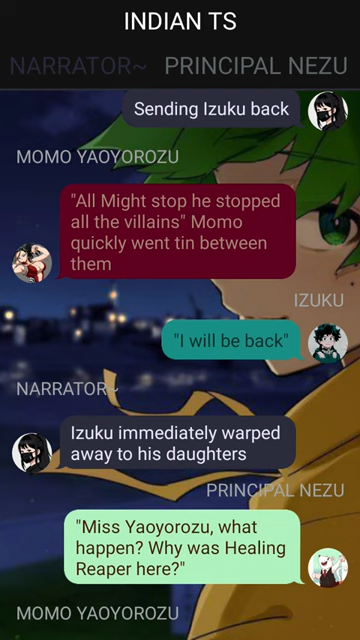 INDIAN TS
NARRATOR~ PRINCIPAL NEZU
Sending Izuku back
MOMO YAOYOROZU
"All Might stop he stopped
all the villains" Momo
quickly went tin between
them
IZUKU
"I will be back"
NARRATOR~
Izuku immediately warped
away to his daughters
PRINCIPAL NEZU
"Miss Yaoyorozu, what
happen? Why was Healing
Reaper here?"
MOMO YAOYOROZU